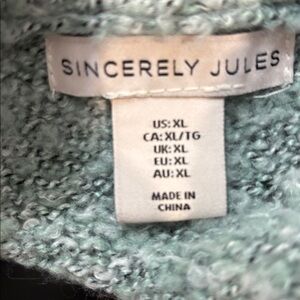 SINCERELY JULES
US: XL
CA: XL/TG
UK: XL
EU: XL
AU: XL
MADE IN
CHINA